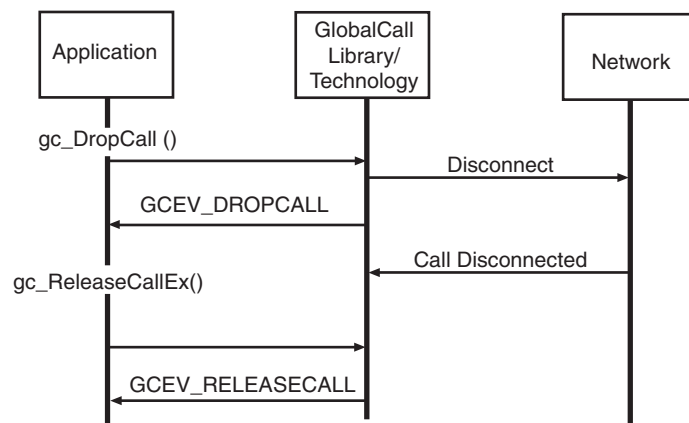 Application
GlobalCall
Library/
Technology
Network
gc_DropCall ()
Disconnect
GCEV_DROPCALL
Call Disconnected
gc_ReleaseCallEx()
GCEV_RELEASECALL